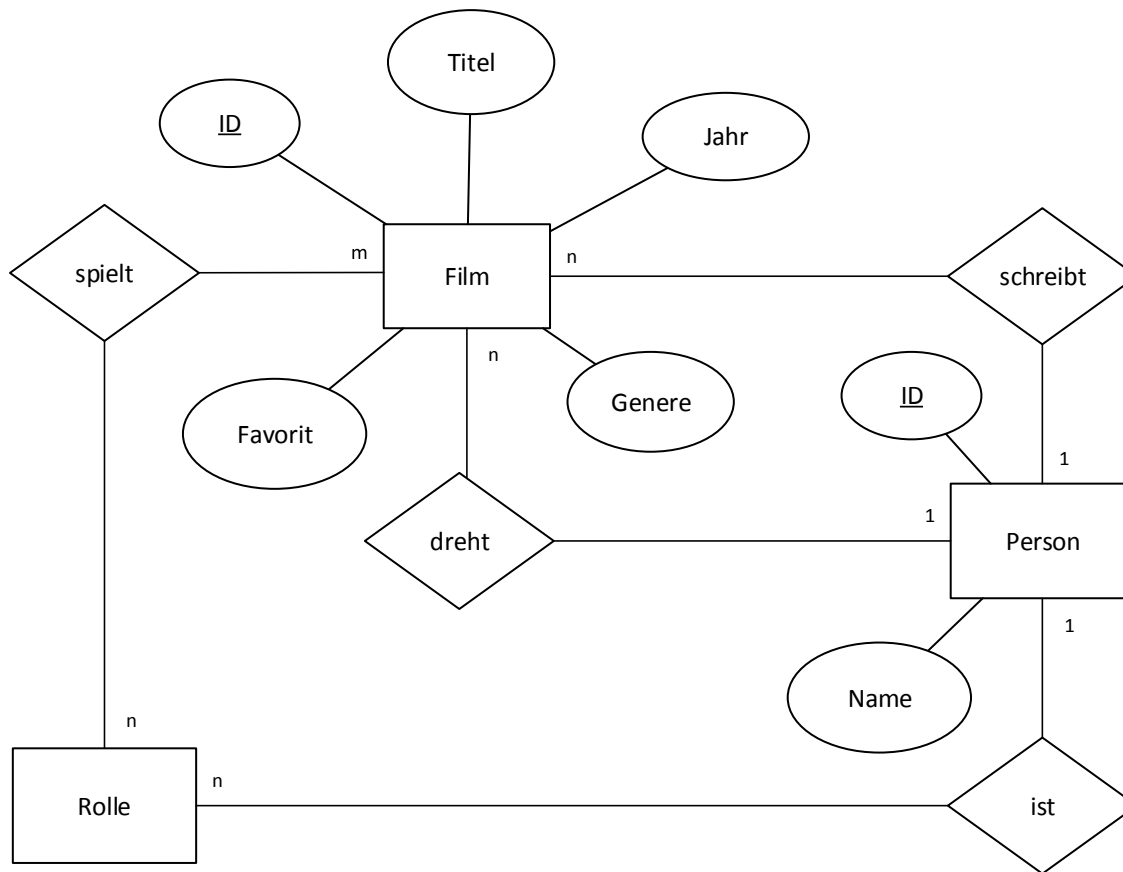 Titel
ID
Jahr
spielt
m
Film
n
schreibt
n
ID
Genere
Favorit
1
1
dreht
Person
1
Name
n
n
Rolle
ist